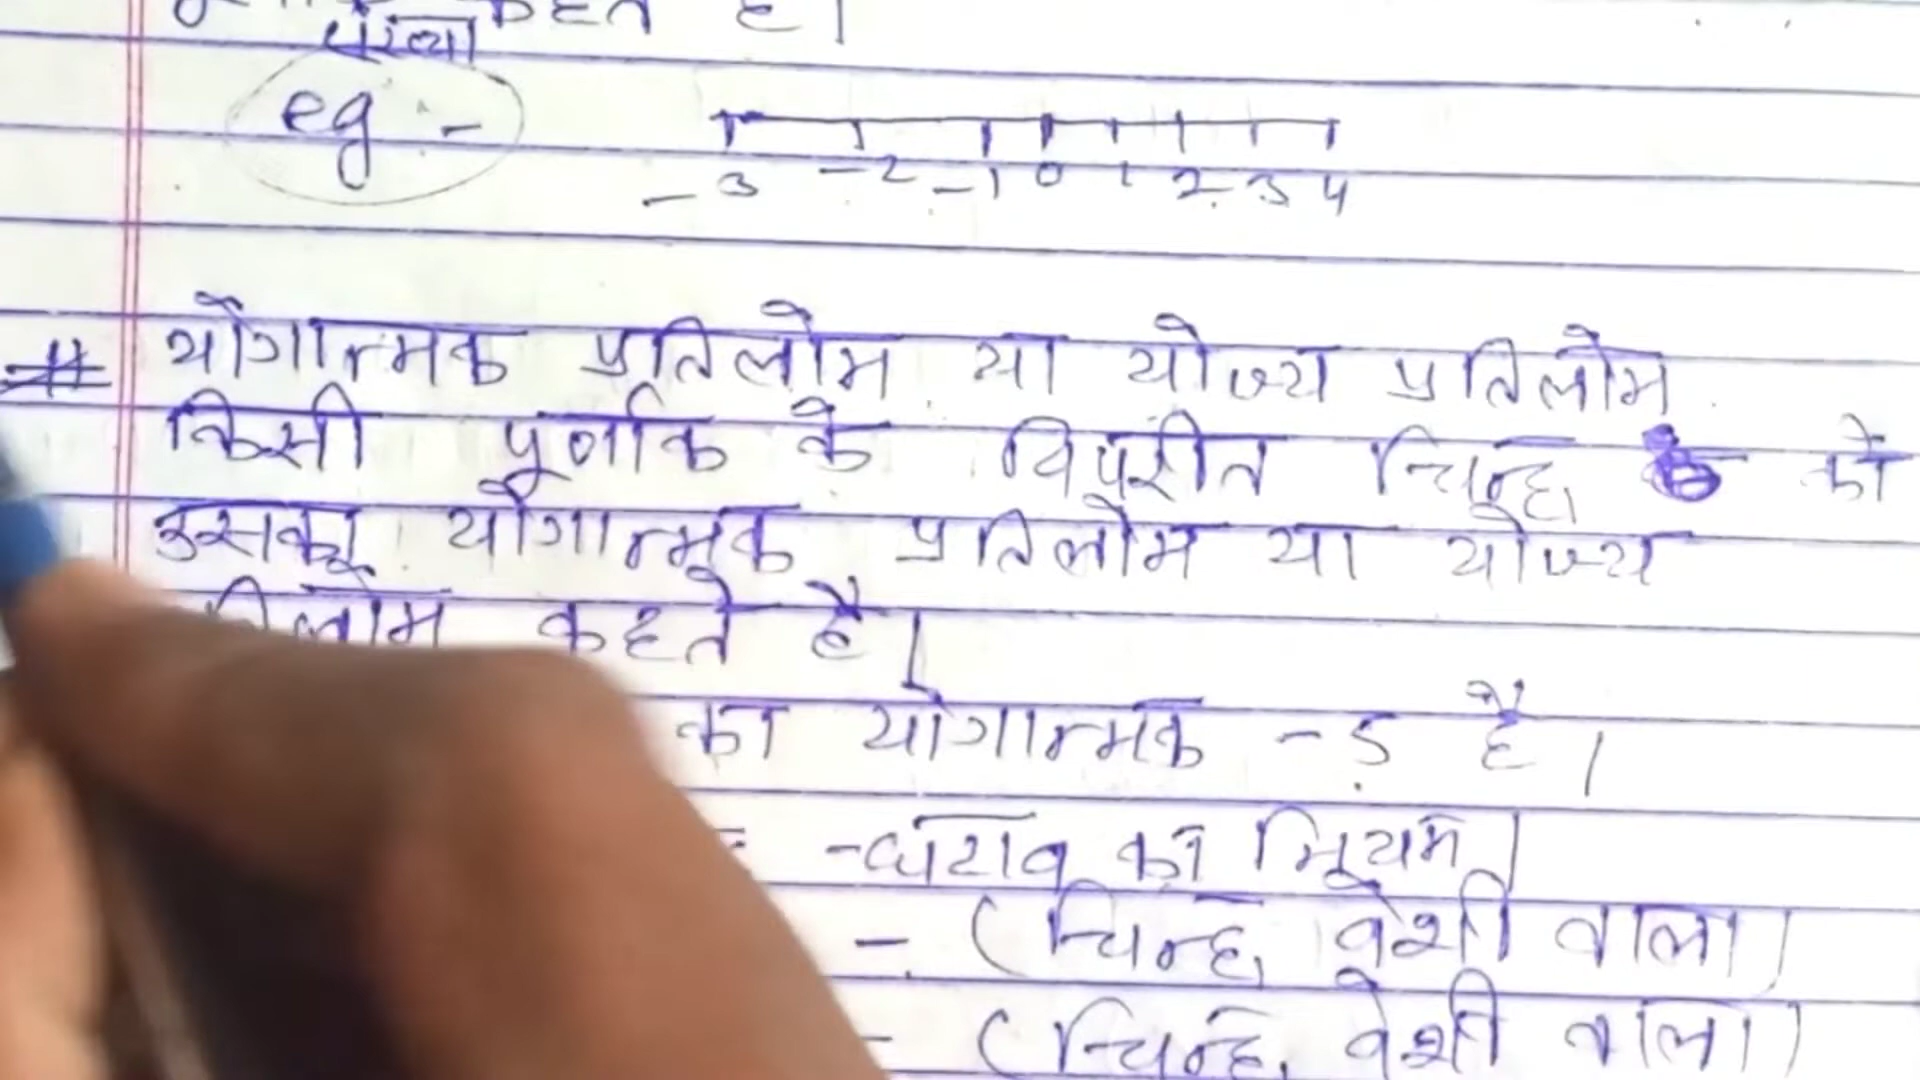 कहते है।
संख्या
eg :-
-3 -2 -1 0 1 2 3 4
# योगात्मक प्रतिलोम या योज्य प्रतिलोम
किसी पूर्णांक के विपरीत चिन्ह को
उसका योगात्मक प्रतिलोम या योज्य
तिलोम कहते है।
का योगात्मक -5 है।
- घटाव का नियम
- (चिन्ह वेशी वाला)
- (चिन्ह वेशी वाला)